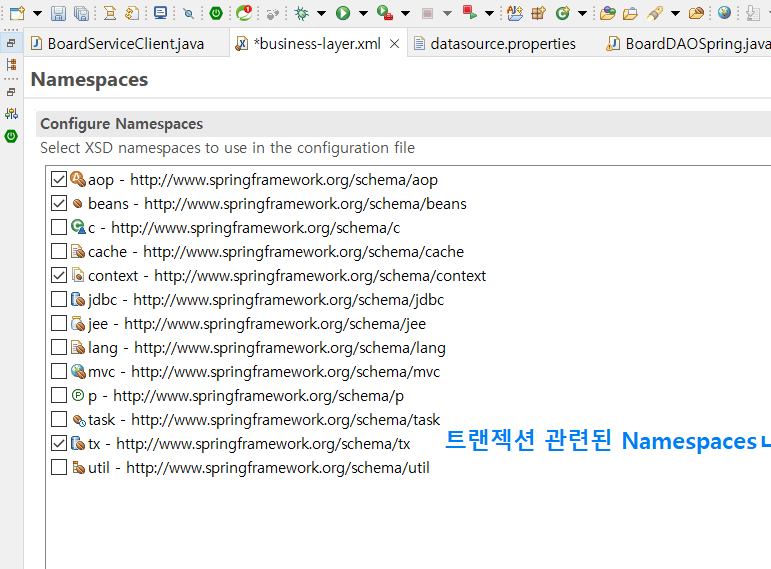 BoardServiceClient.java
*business-layer.xml
datasource.properties
BoardDAOSpring.java
Namespaces
Configure Namespaces
Select XSD namespaces to use in the configuration file
aop - http://www.springframework.org/schema/aop
beans - http://www.springframework.org/schema/beans
c - http://www.springframework.org/schema/c
cache - http://www.springframework.org/schema/cache
context - http://www.springframework.org/schema/context
jdbc - http://www.springframework.org/schema/jdbc
jee - http://www.springframework.org/schema/jee
lang - http://www.springframework.org/schema/lang
mvc - http://www.springframework.org/schema/mvc
p - http://www.springframework.org/schema/p
task - http://www.springframework.org/schema/task
tx - http://www.springframework.org/schema/tx
트랜젝션 관련된 Namespaces
util - http://www.springframework.org/schema/util